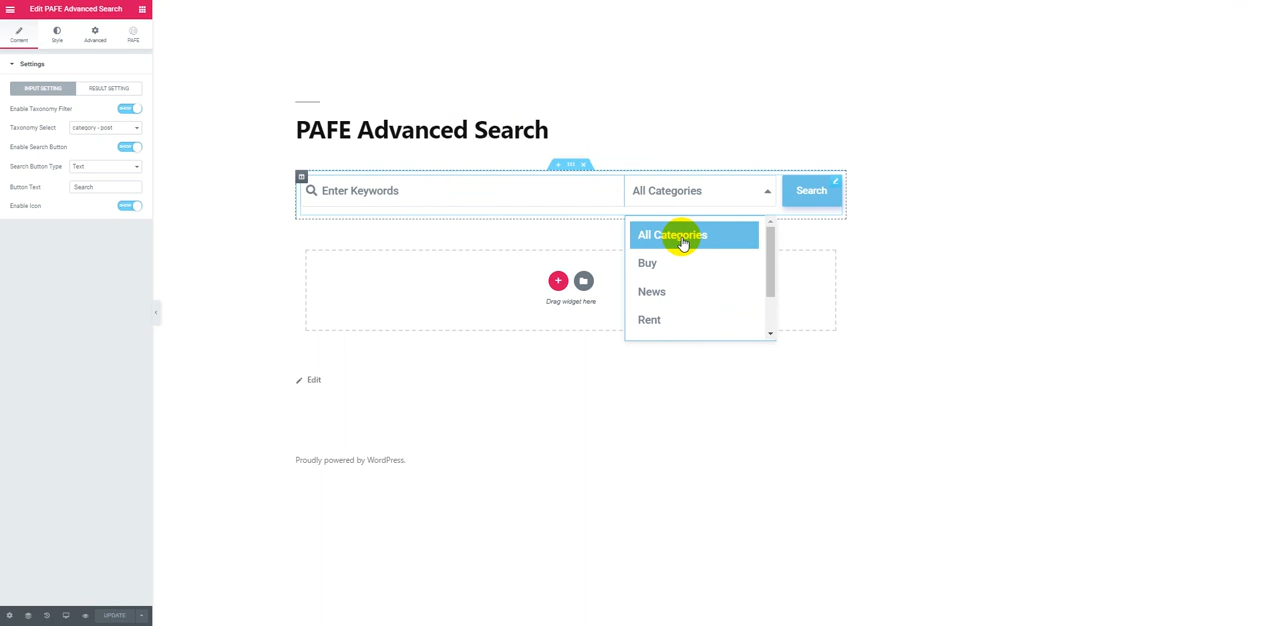 Edit PAFE Advanced Search
Content
Style
Advanced
PAFE
Settings
INPUT SETTING
RESULT SETTING
Enable Taxonomy Filter
Taxonomy Select
category - post
Enable Search Button
Search Button Type
Text
Button Text
Search
Enable Icon
UPDATE
PAFE Advanced Search
Enter Keywords
All Categories
Search
All Categories
Buy
News
Rent
Drag widget here
Edit
Proudly powered by WordPress.